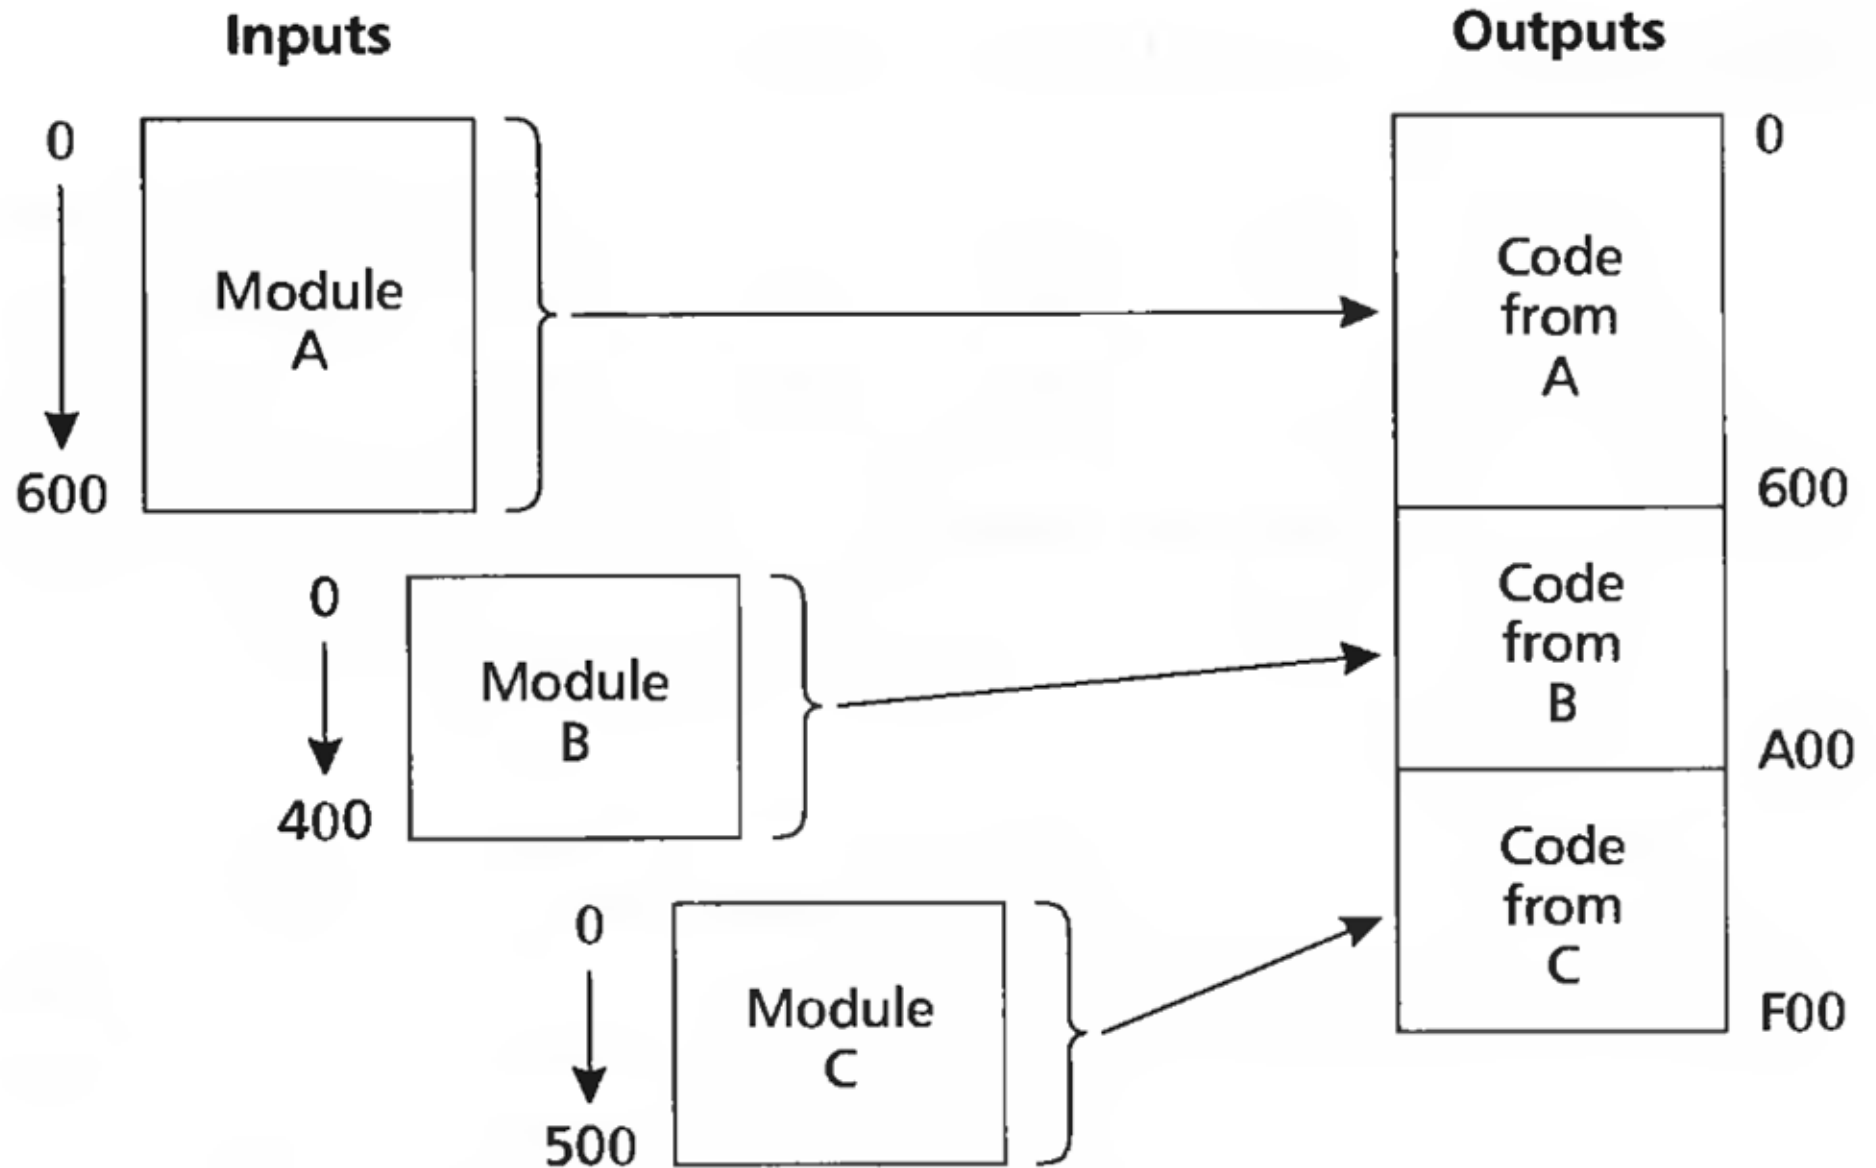 Inputs
Outputs
0
Module
A
600
0
Module
B
400
0
Module
C
500
0
Code
from
A
600
Code
from
B
A00
Code
from
C
F00